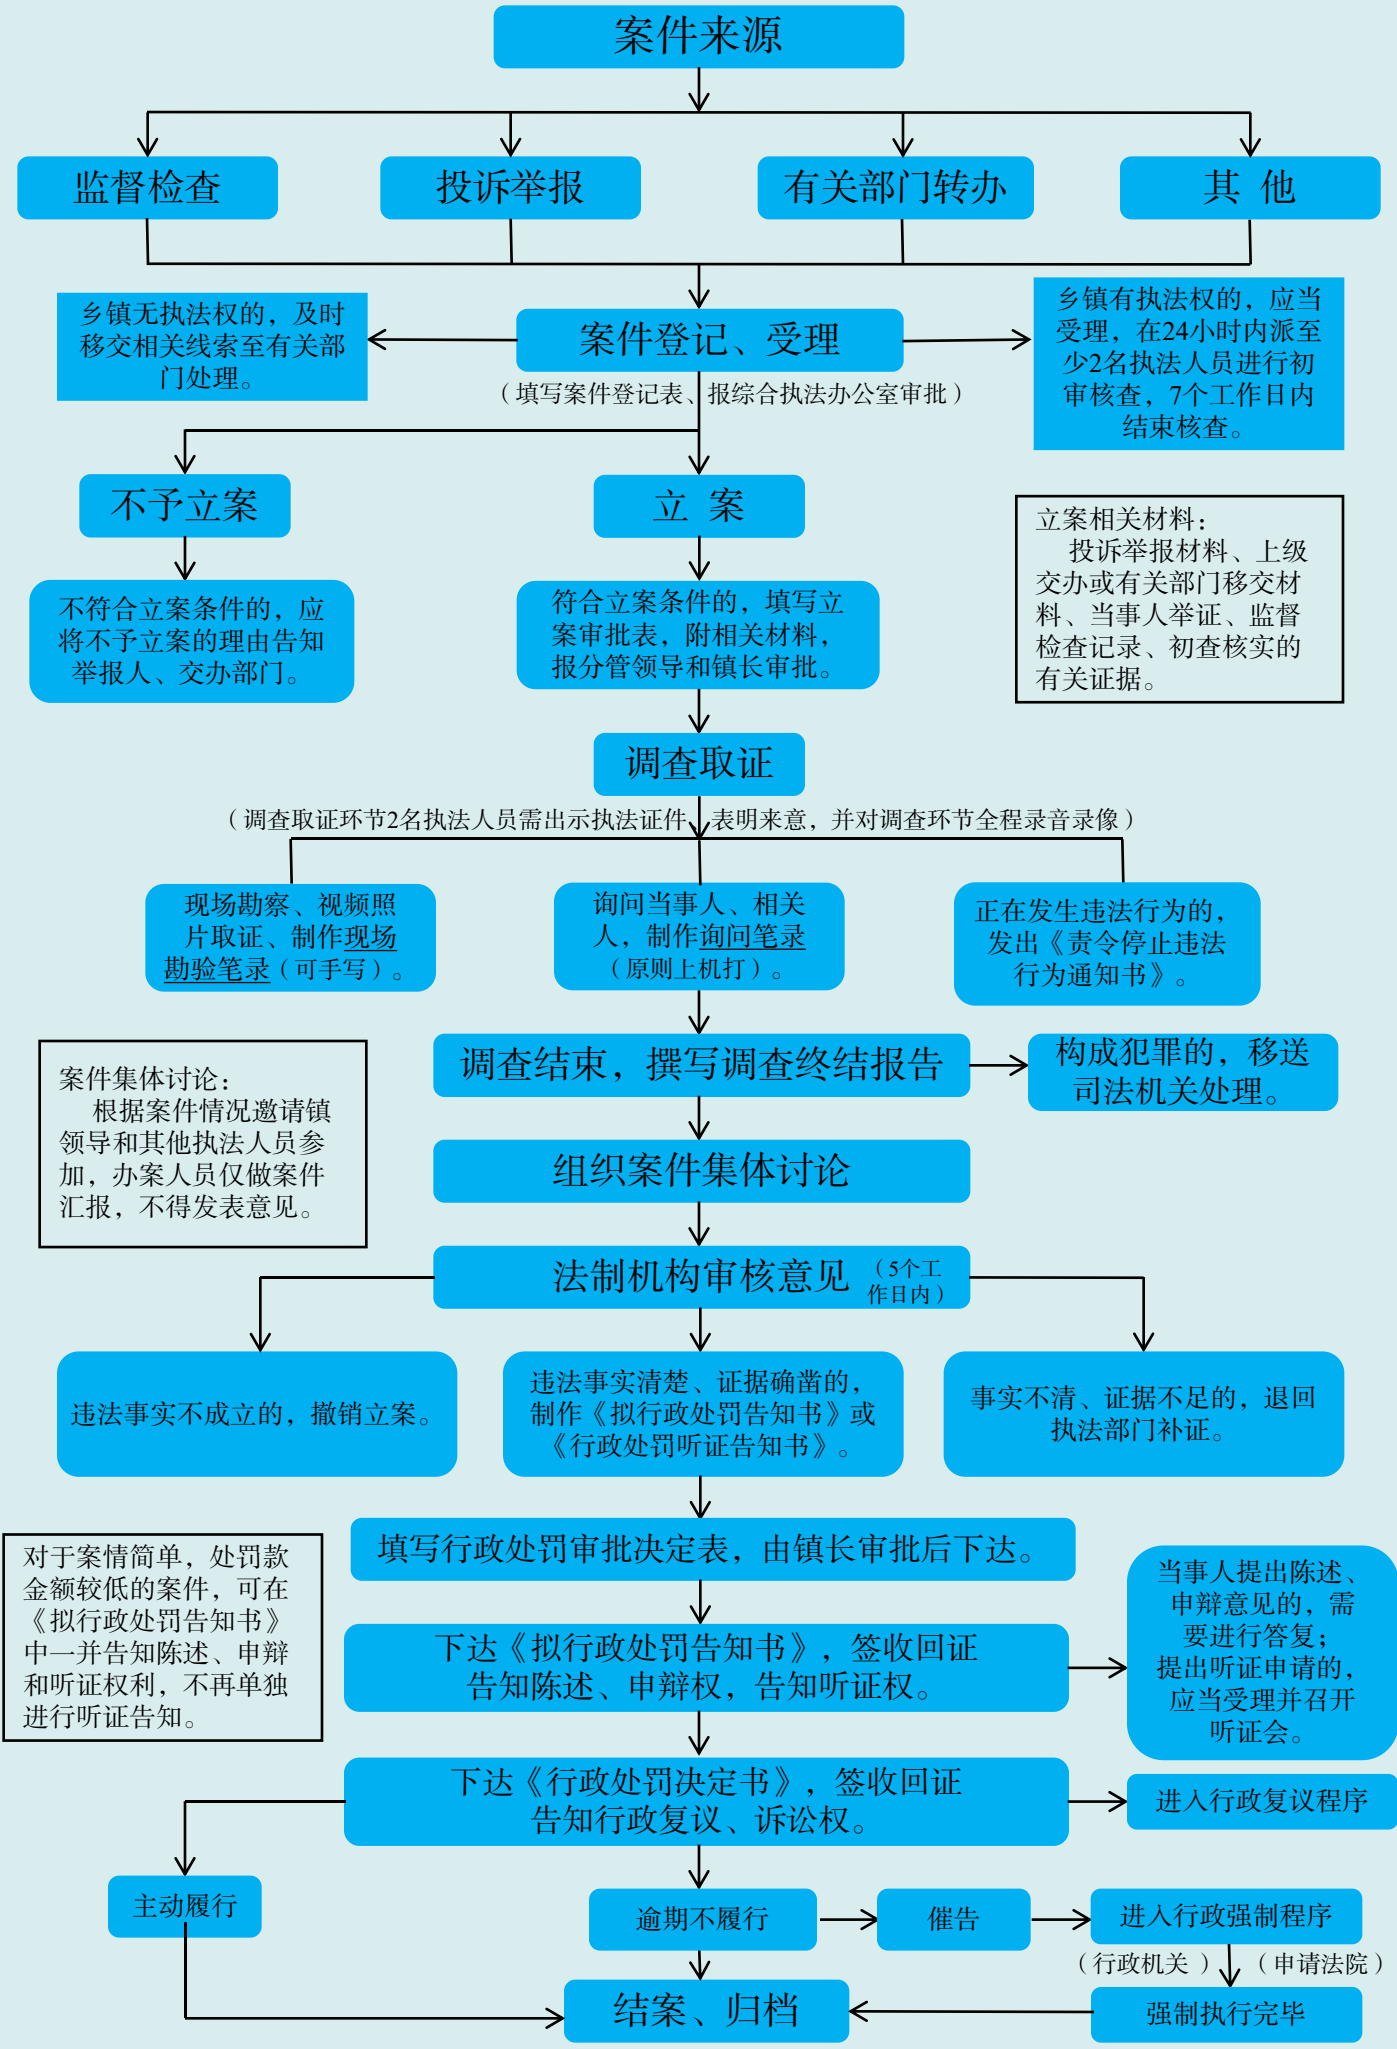 案件来源
监督检查
投诉举报
有关部门转办
其 他
乡镇无执法权的，及时
移交相关线索至有关部
门处理。
案件登记、受理
（填写案件登记表、报综合执法办公室审批）
乡镇有执法权的，应当
受理，在24小时内派至
少2名执法人员进行初
审核查，7个工作日内
结束核查。
不予立案
立 案
不符合立案条件的，应
将不予立案的理由告知
举报人、交办部门。
符合立案条件的，填写立
案审批表，附相关材料，
报分管领导和镇长审批。
立案相关材料：
投诉举报材料、上级
交办或有关部门移交材
料、当事人举证、监督
检查记录、初查核实的
有关证据。
调查取证
（调查取证环节2名执法人员需出示执法证件、表明来意，并对调查环节全程录音录像）
现场勘察、视频照
片取证、制作现场
勘验笔录（可手写）。
询问当事人、相关
人，制作询问笔录
（原则上机打）。
正在发生违法行为的，
发出《责令停止违法
行为通知书》。
调查结束，撰写调查终结报告
构成犯罪的，移送
司法机关处理。
案件集体讨论：
根据案件情况邀请镇
领导和其他执法人员参
加，办案人员仅做案件
汇报，不得发表意见。
组织案件集体讨论
法制机构审核意见
（5个工
作日内）
违法事实不成立的，撤销立案。
违法事实清楚、证据确凿的，
制作《拟行政处罚告知书》或
《行政处罚听证告知书》。
事实不清、证据不足的，退回
执法部门补证。
填写行政处罚审批决定表，由镇长审批后下达。
对于案情简单，处罚款
金额较低的案件，可在
《拟行政处罚告知书》
中一并告知陈述、申辩
和听证权利，不再单独
进行听证告知。
下达《拟行政处罚告知书》，签收回证
告知陈述、申辩权，告知听证权。
当事人提出陈述、
申辩意见的，需
要进行答复；
提出听证申请的，
应当受理并召开
听证会。
下达《行政处罚决定书》，签收回证
告知行政复议、诉讼权。
进入行政复议程序
主动履行
逾期不履行
催告
进入行政强制程序
（行政机关 ）
（申请法院）
结案、归档
强制执行完毕